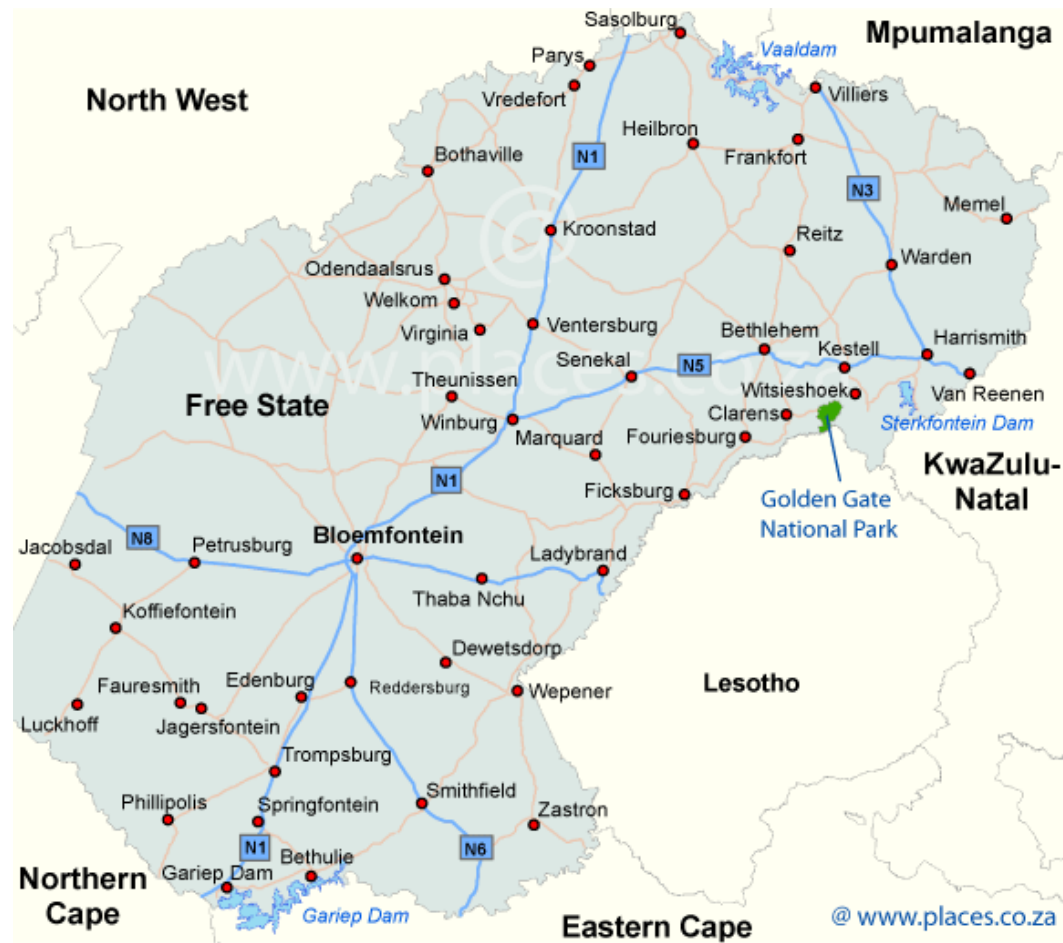 Sasolburg
Mpumalanga
Vaaldam
Parys
North West
Vredefort
Villiers
Heilbron
N1
Frankfort
Bothaville
N3
@
Memel
Kroonstad
Reitz
Warden
Odendaalsrus
Welkom
Virginia
Ventersburg
Bethlehem
Harrismith
www.places.co.za
Senekal
N5
Kestell
Theunissen
Witsieshoek
Van Reenen
Free State
Winburg
Clarens
Marquard
Fouriesburg
Sterkfontein Dam
KwaZulu-
Natal
N1
Ficksburg
Golden Gate
National Park
N8
Bloemfontein
Jacobsdal
Petrusburg
Ladybrand
Thaba Nchu
Koffiefontein
Dewetsdorp
Fauresmith
Edenburg
Reddersburg
Wepener
Lesotho
Luckhoff
Jagersfontein
Trompsburg
Phillipolis
Springfontein
Smithfield
Zastron
N1
N6
Bethulie
Gariep Dam
Northern
Cape
Gariep Dam
Eastern Cape
@ www.places.co.za